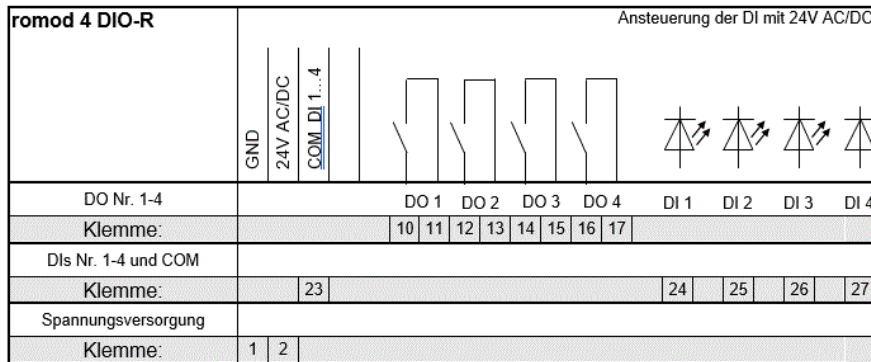 romod 4 DIO-R
Ansteuerung der DI mit 24V AC/DC
GND
24V AC/DC
COM DI 1...4
DO Nr. 1-4 DO 1 DO 2 DO 3 DO 4 DI 1 DI 2 DI 3 DI 4
Klemme: 10 11 12 13 14 15 16 17
DIs Nr. 1-4 und COM
Klemme: 23 24 25 26 27
Spannungsversorgung
Klemme: 1 2